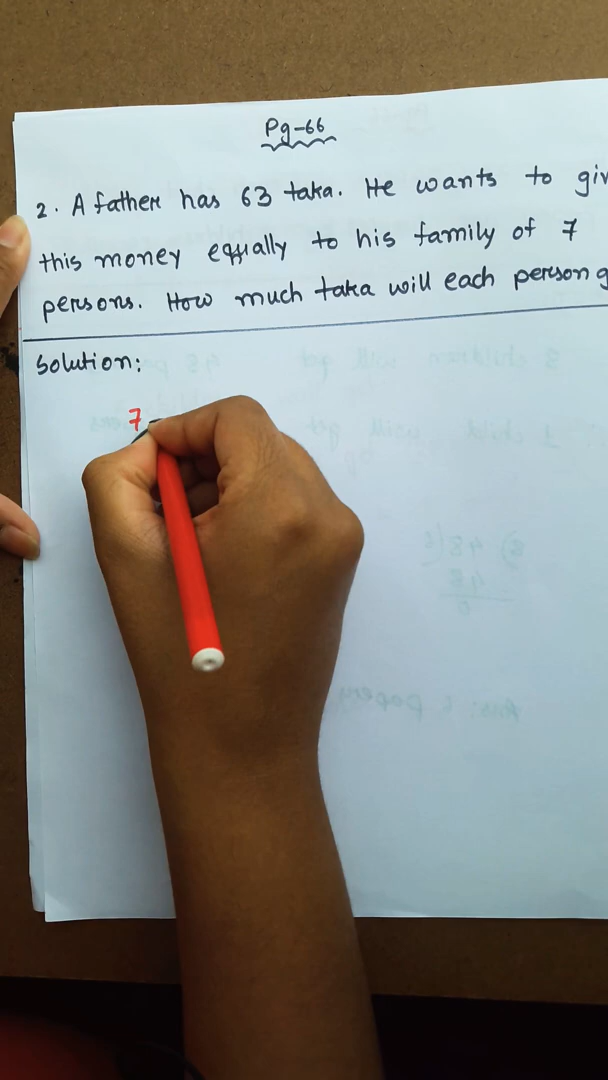 Pg-66
2. A father has 63 taka. He wants to giv
this money equally to his family of 7
persons. How much taka will each person g
Solution:
7